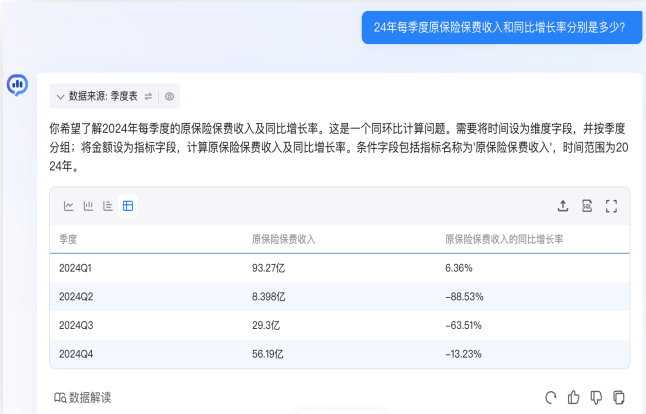 24年每季度原保险保费收入和同比增长率分别是多少?
数据来源: 季度表
你希望了解2024年每季度的原保险保费收入及同比增长率。这是一个同环比计算问题。需要将时间设为维度字段，并按季度
分组；将金额设为指标字段，计算原保险保费收入及同比增长率。条件字段包括指标名称为'原保险保费收入'，时间范围为20
24年。
SQL
季度 原保险保费收入 原保险保费收入的同比增长率
2024Q1 93.27亿 6.36%
2024Q2 8.398亿 -88.53%
2024Q3 29.3亿 -63.51%
2024Q4 56.19亿 -13.23%
数据解读